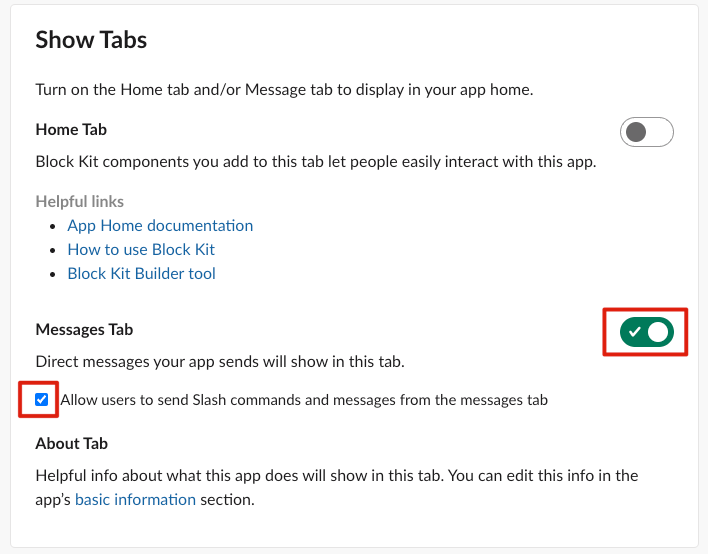 Show Tabs
Turn on the Home tab and/or Message tab to display in your app home.
Home Tab
Block Kit components you add to this tab let people easily interact with this app.
Helpful links
• App Home documentation
• How to use Block Kit
• Block Kit Builder tool
Messages Tab
Direct messages your app sends will show in this tab.
Allow users to send Slash commands and messages from the messages tab
About Tab
Helpful info about what this app does will show in this tab. You can edit this info in the
app’s basic information section.